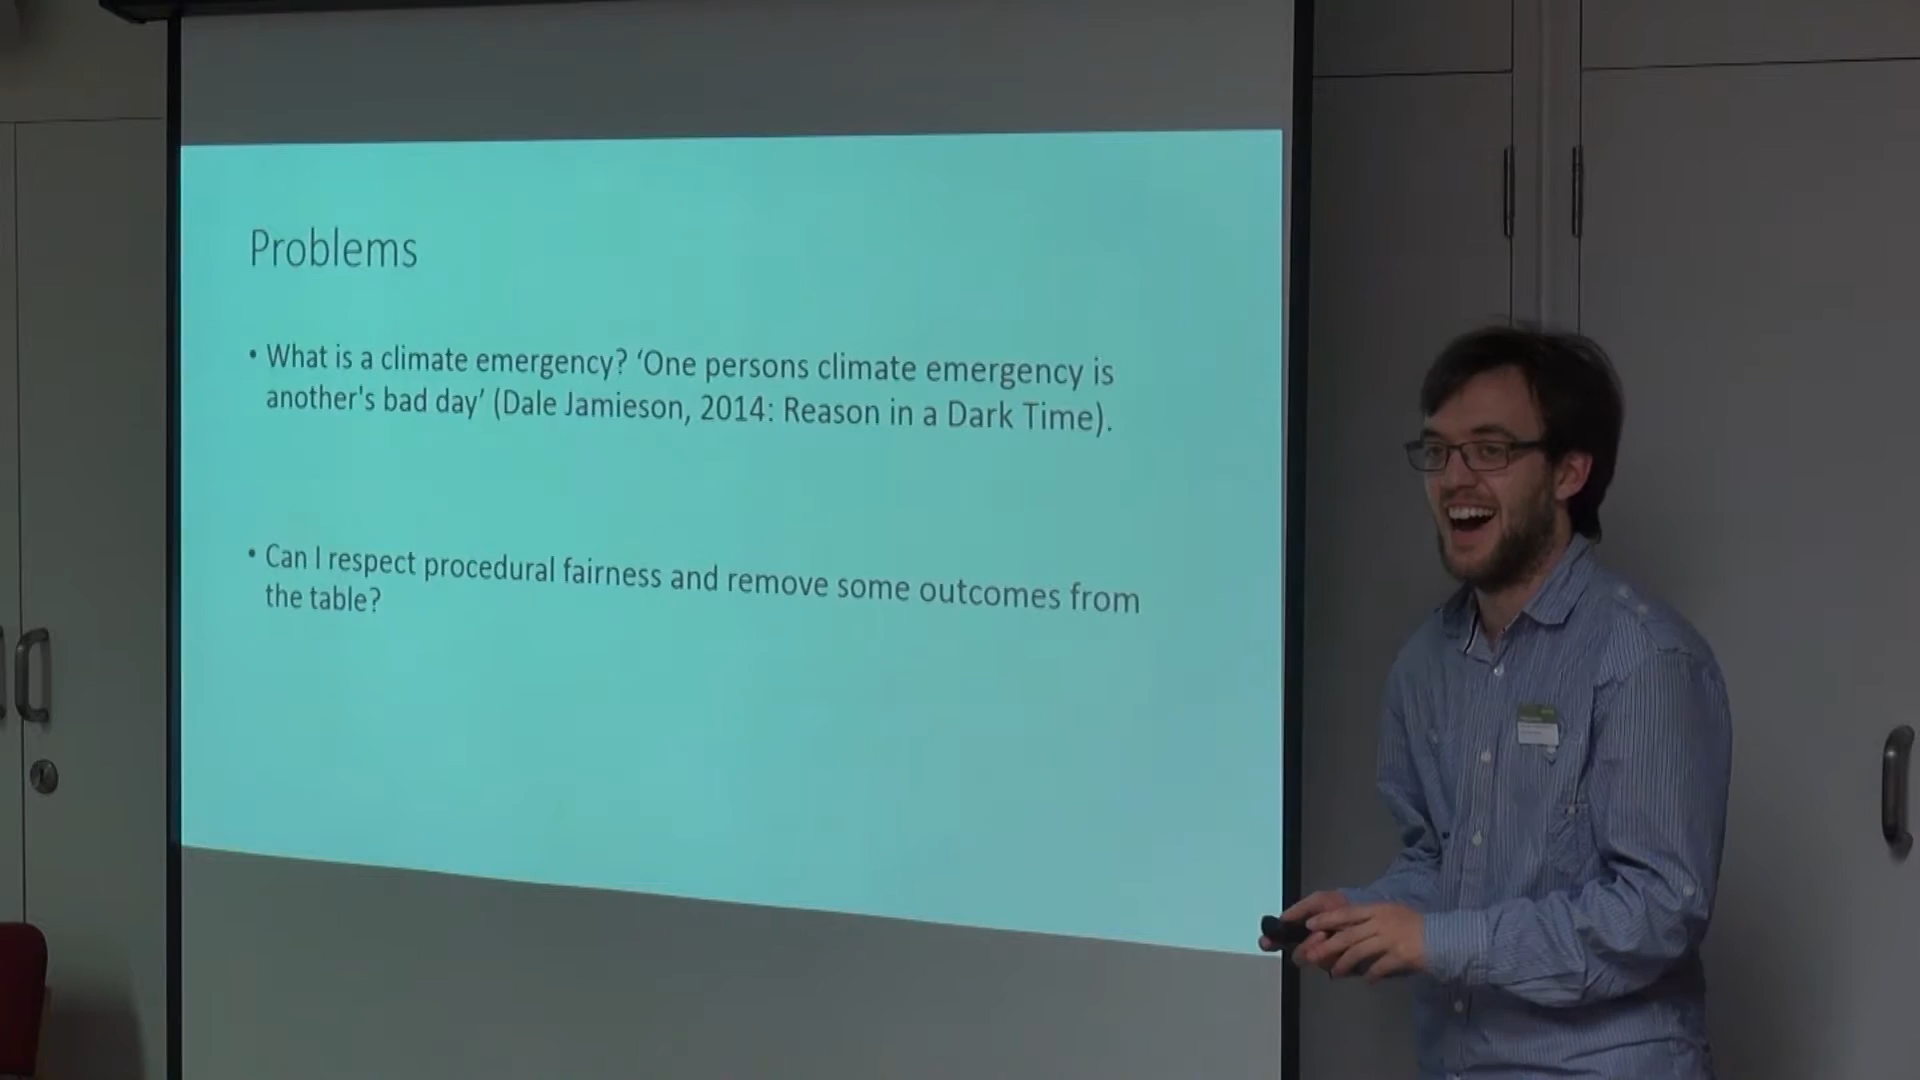 Problems
• What is a climate emergency? ‘One persons climate emergency is
another's bad day’ (Dale Jamieson, 2014: Reason in a Dark Time).
• Can I respect procedural fairness and remove some outcomes from
the table?